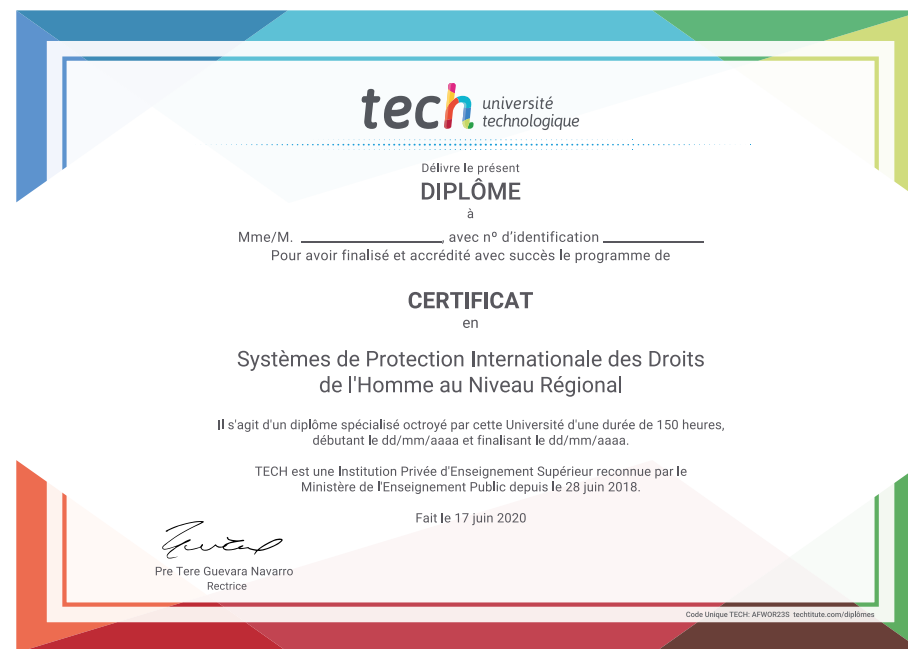 tech université
technologique
Délivre le présent
DIPLÔME
à
Mme/M. ____________________, avec nº d'identification ______________
Pour avoir finalisé et accrédité avec succès le programme de
CERTIFICAT
en
Systèmes de Protection Internationale des Droits
de l'Homme au Niveau Régional
Il s'agit d'un diplôme spécialisé octroyé par cette Université d'une durée de 150 heures,
débutant le dd/mm/aaaa et finalisant le dd/mm/aaaa.
TECH est une Institution Privée d'Enseignement Supérieur reconnue par le
Ministère de l'Enseignement Public depuis le 28 juin 2018.
Fait le 17 juin 2020
Pre Tere Guevara Navarro
Rectrice
Code Unique TECH: AFWOR23S techtitute.com/diplômes